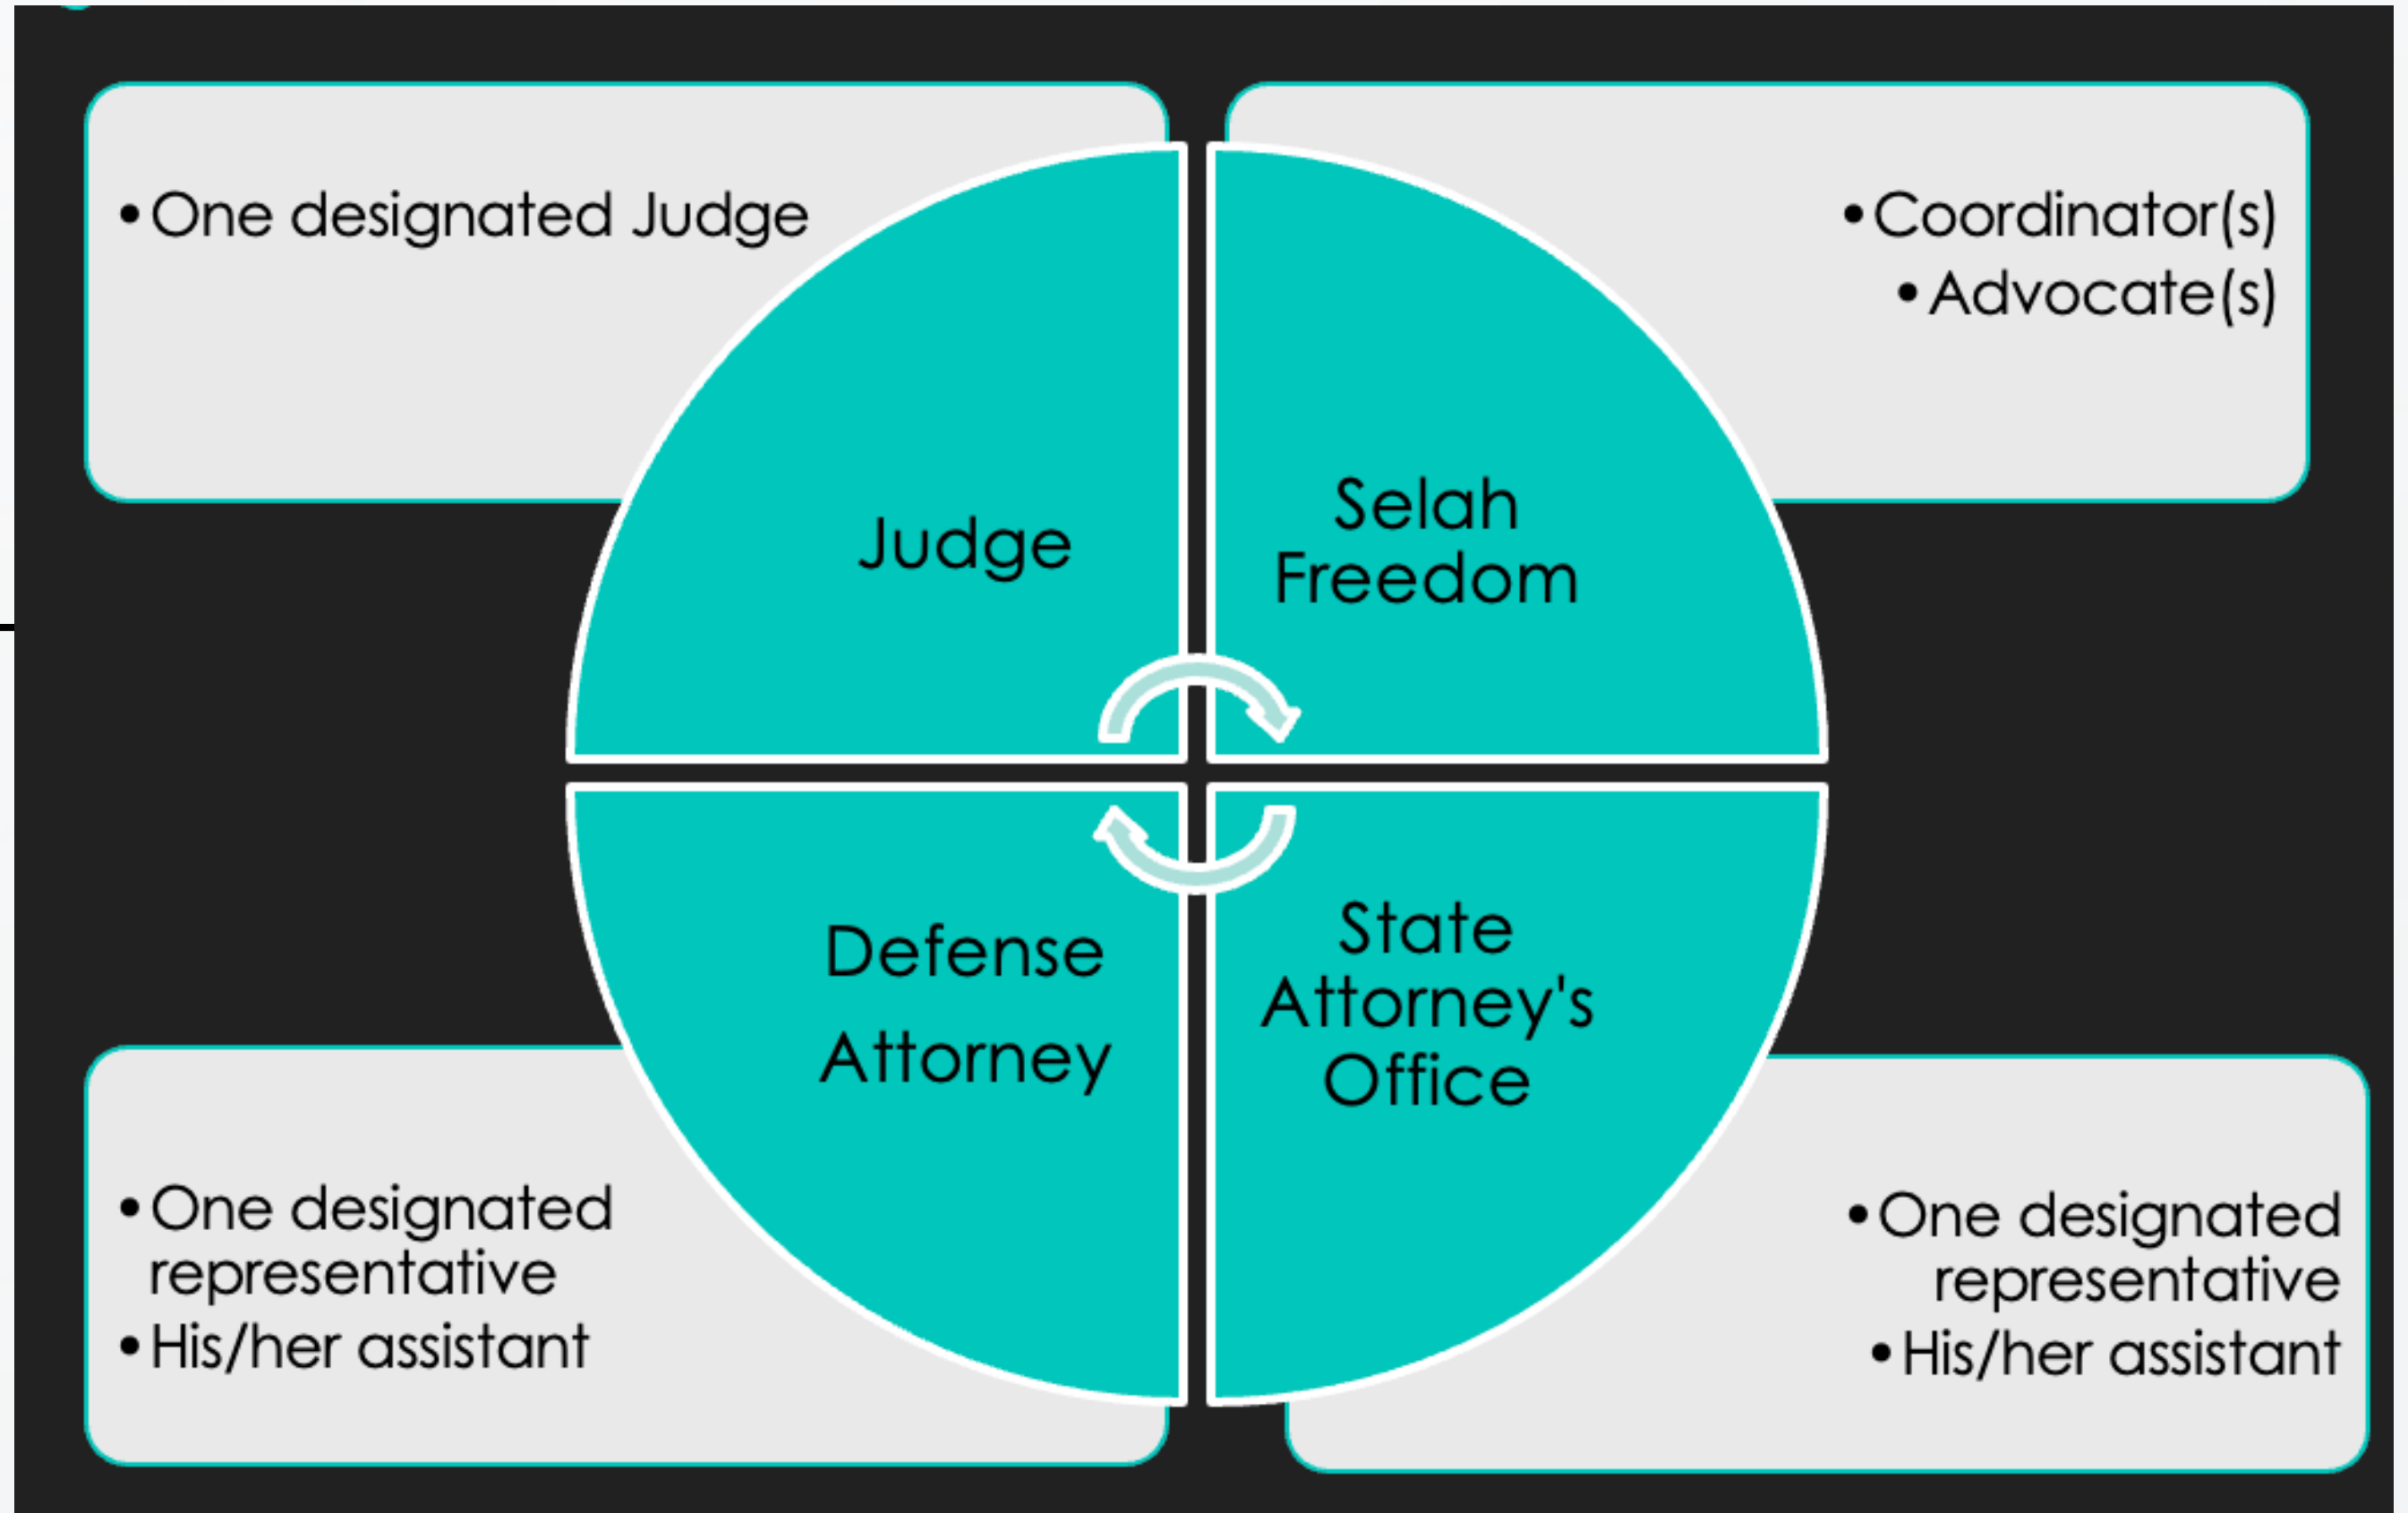 • One designated Judge
Judge
Selah
Freedom
• Coordinator(s)
• Advocate(s)
Defense
Attorney
• One designated
representative
• His/her assistant
State
Attorney's
Office
• One designated
representative
• His/her assistant